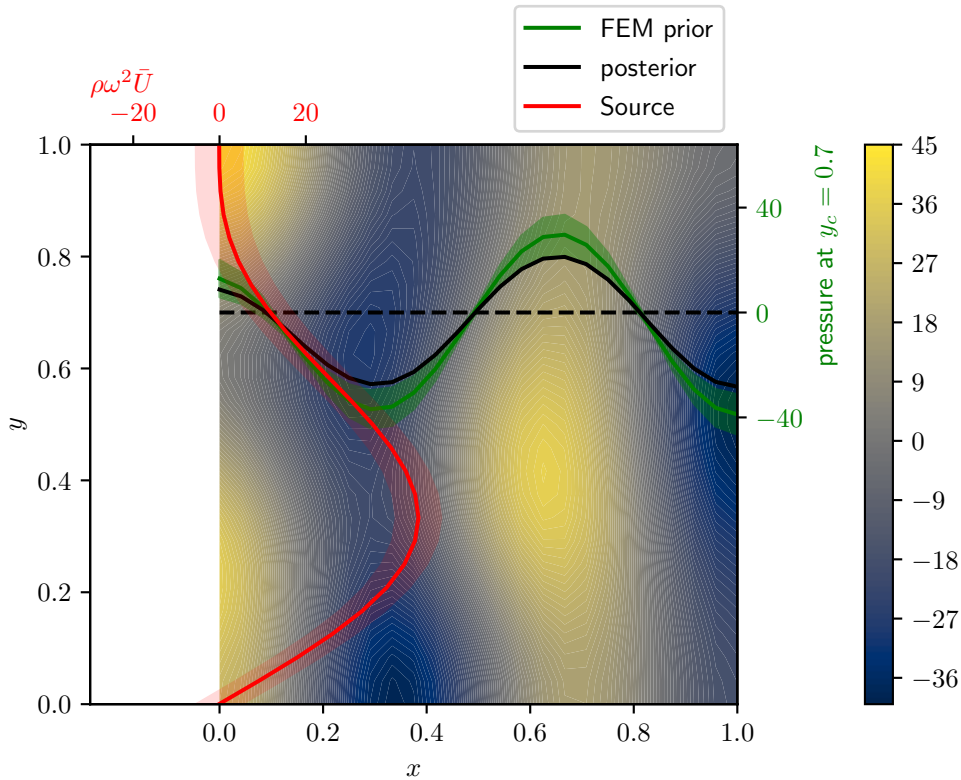 FEM prior
posterior
Source
ρω²Ū
−20 0 20
1.0
0.8
0.6
0.4
0.2
0.0
y
0.0 0.2 0.4 0.6 0.8 1.0
x
40
0
−40
pressure at y_c = 0.7
45
36
27
18
9
0
−9
−18
−27
−36